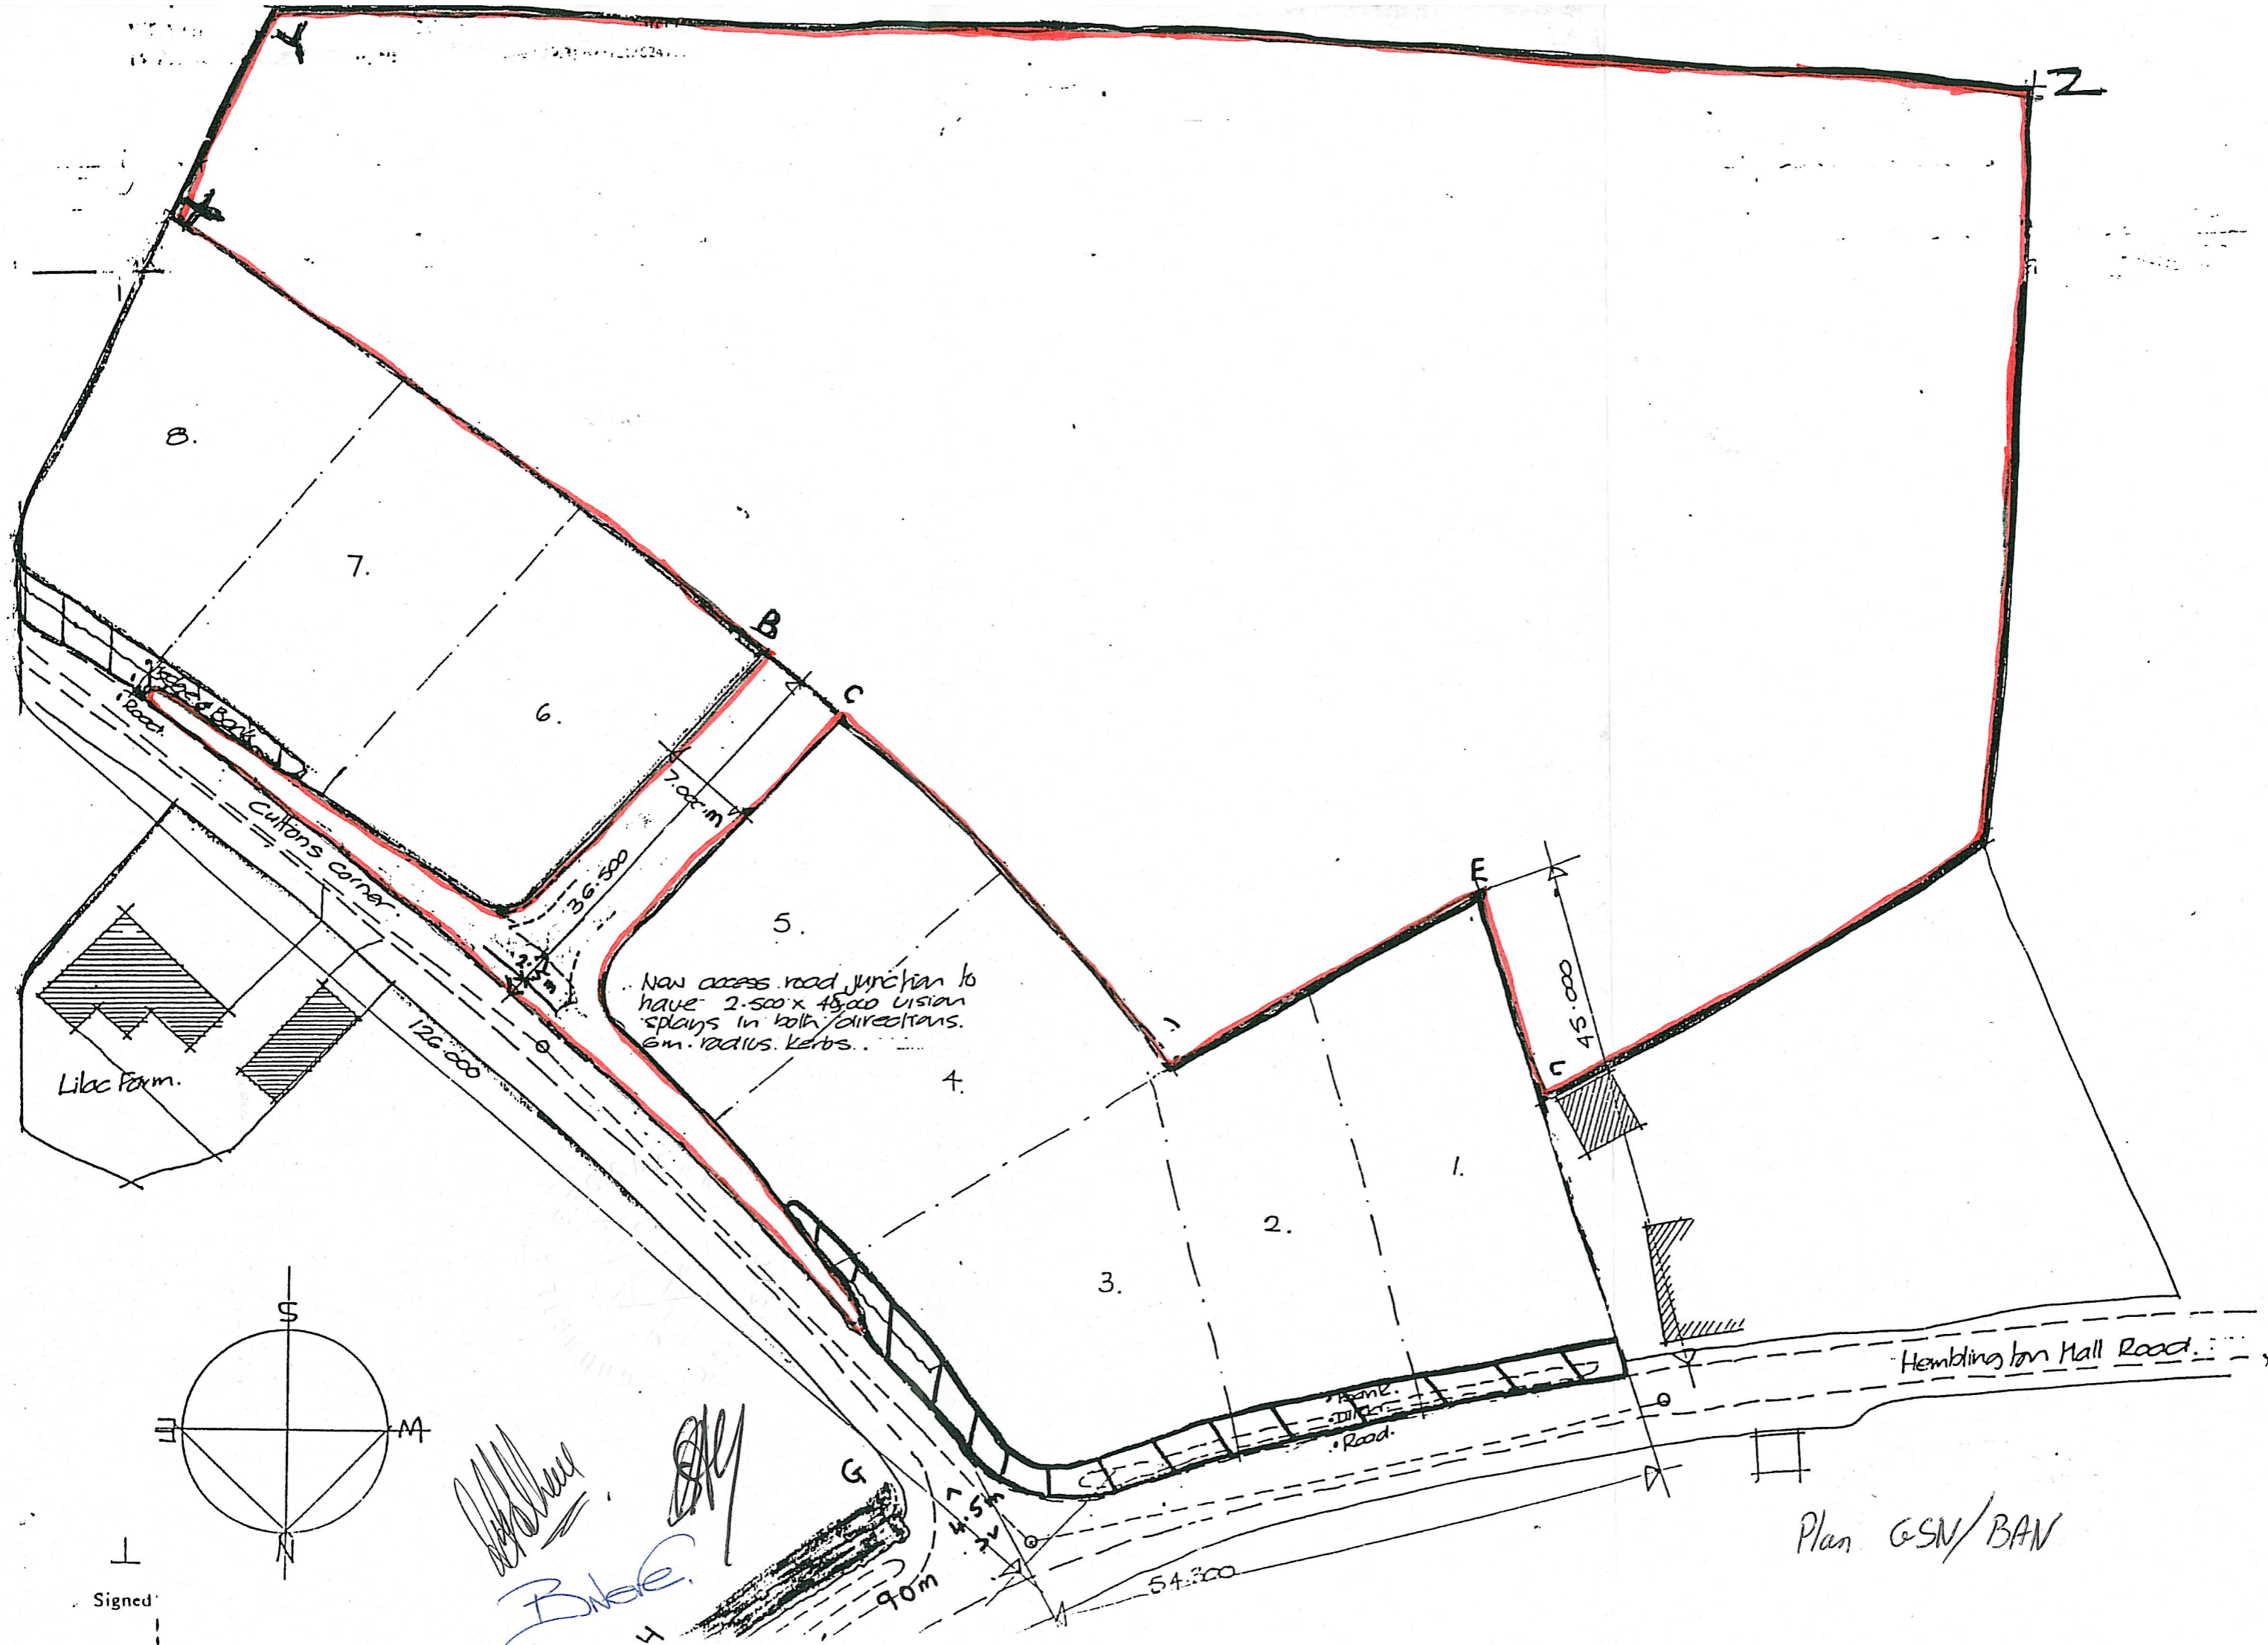 Y
Z
X
8.
7.
B
C
6.
7.000.m
36.500
E
5.
45.000
New access road junction to
have 2.500 x 45.000 vision
splays in both directions.
6m. radius kerbs.
Road.
Bank
Cuttons Corner.
126.000
Lilac Farm.
4.
1.
2.
3.
Hemblington Hall Road.
Bank.
Ditch.
Road.
S
E
W
N
G
4.5m
90m
H
54.300
Plan GSN/BAN
Signed